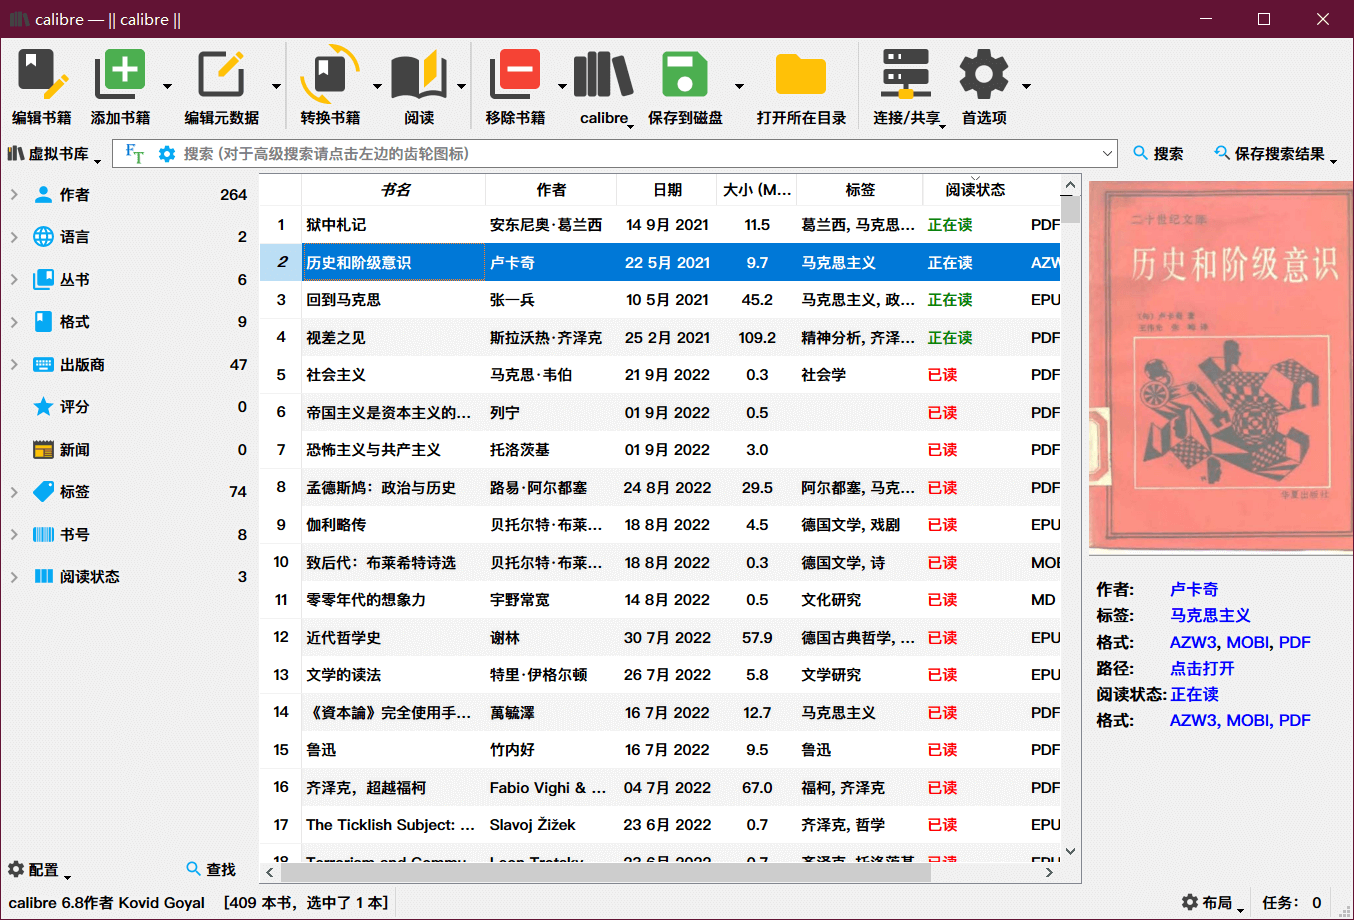 calibre — || calibre ||
编辑书籍 添加书籍 编辑元数据 转换书籍 阅读 移除书籍 calibre 保存到磁盘 打开所在目录 连接/共享 首选项
虚拟书库 FT 搜索 (对于高级搜索请点击左边的齿轮图标) 搜索 保存搜索结果
作者 264
语言 2
丛书 6
格式 9
出版商 47
评分 0
新闻 0
标签 74
书号 8
阅读状态 3
配置 查找
书名 作者 日期 大小 (M... 标签 阅读状态
1 狱中札记 安东尼奥·葛兰西 14 9月 2021 11.5 葛兰西, 马克思... 正在读 PDF
2 历史和阶级意识 卢卡奇 22 5月 2021 9.7 马克思主义 正在读 AZW
3 回到马克思 张一兵 10 5月 2021 45.2 马克思主义, 政... 正在读 EPU
4 视差之见 斯拉沃热·齐泽克 25 2月 2021 109.2 精神分析, 齐泽... 正在读 PDF
5 社会主义 马克思·韦伯 21 9月 2022 0.3 社会学 已读 PDF
6 帝国主义是资本主义的... 列宁 01 9月 2022 0.5 已读 PDF
7 恐怖主义与共产主义 托洛茨基 01 9月 2022 3.0 已读 PDF
8 孟德斯鸠：政治与历史 路易·阿尔都塞 24 8月 2022 29.5 阿尔都塞, 马克... 已读 PDF
9 伽利略传 贝托尔特·布莱... 18 8月 2022 4.5 德国文学, 戏剧 已读 EPU
10 致后代：布莱希特诗选 贝托尔特·布莱... 18 8月 2022 0.3 德国文学, 诗 已读 MOB
11 零零年代的想象力 宇野常宽 14 8月 2022 0.5 文化研究 已读 MD
12 近代哲学史 谢林 30 7月 2022 57.9 德国古典哲学, ... 已读 EPU
13 文学的读法 特里·伊格尔顿 26 7月 2022 5.8 文学研究 已读 EPU
14 《資本論》完全使用手... 萬毓澤 16 7月 2022 12.7 马克思主义 已读 PDF
15 鲁迅 竹内好 16 7月 2022 9.5 鲁迅 已读 PDF
16 齐泽克，超越福柯 Fabio Vighi & ... 04 7月 2022 67.0 福柯, 齐泽克 已读 PDF
17 The Ticklish Subject: ... Slavoj Žižek 23 6月 2022 0.7 齐泽克, 哲学 已读 EPU
18 Terrorism and Commu... Leon Trotsky 23 6月 2022 0.7 齐泽克, 托洛茨基 已读 EPU
二十世纪文库
历史和阶级意识
华夏出版社
作者: 卢卡奇
标签: 马克思主义
格式: AZW3, MOBI, PDF
路径: 点击打开
阅读状态: 正在读
格式: AZW3, MOBI, PDF
calibre 6.8作者 Kovid Goyal [409 本书，选中了 1 本] 布局 任务： 0